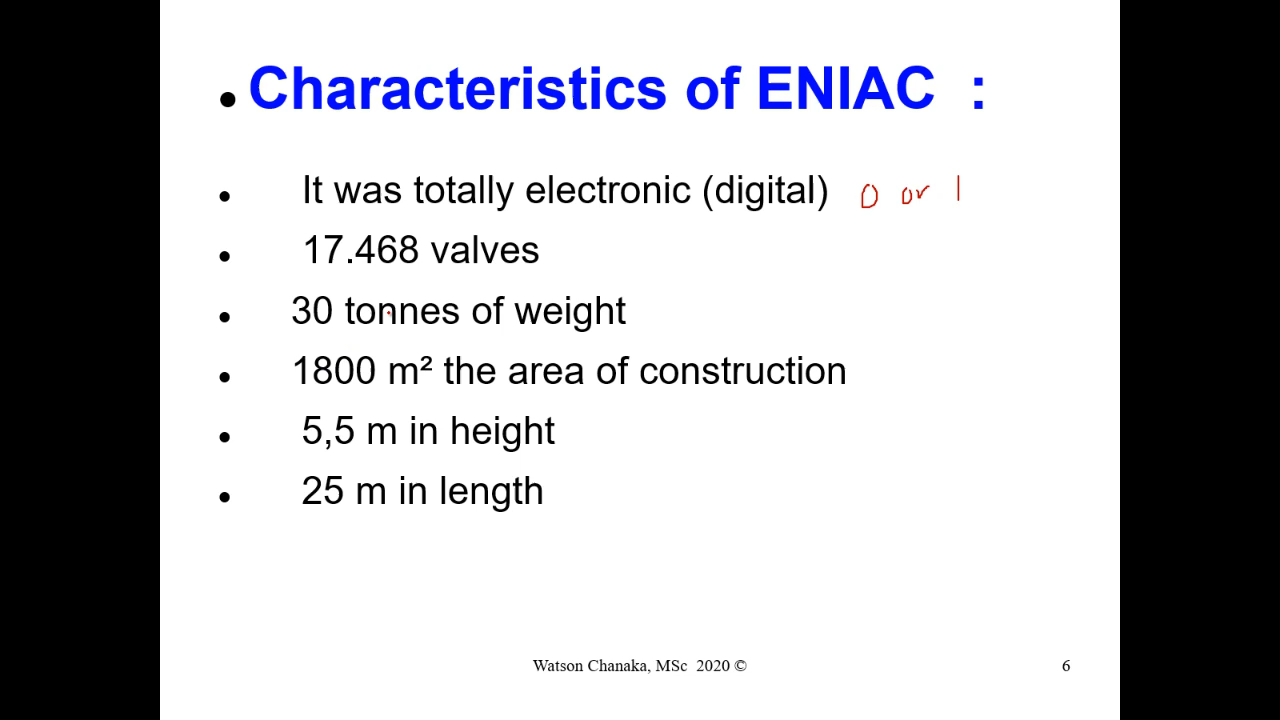 • Characteristics of ENIAC :
• It was totally electronic (digital) 0 or 1
• 17.468 valves
• 30 tonnes of weight
• 1800 m² the area of construction
• 5,5 m in height
• 25 m in length
Watson Chanaka, MSc 2020 © 6